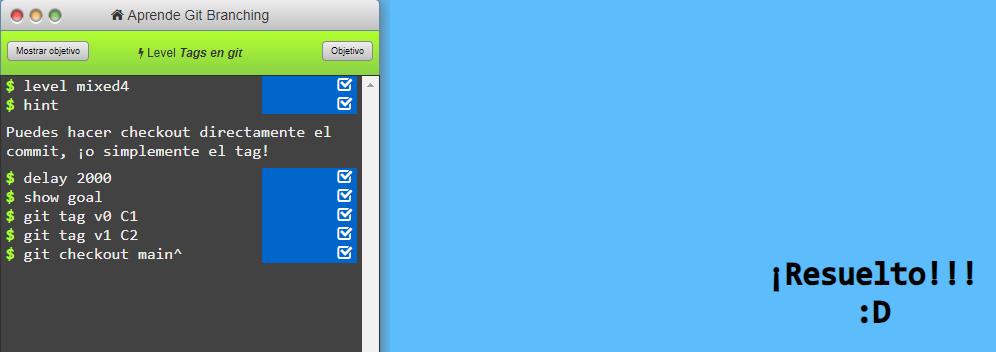 Aprende Git Branching
Mostrar objetivo
Level Tags en git
Objetivo
$ level mixed4
$ hint
Puedes hacer checkout directamente el
commit, ¡o simplemente el tag!
$ delay 2000
$ show goal
$ git tag v0 C1
$ git tag v1 C2
$ git checkout main^
¡Resuelto!!!
:D